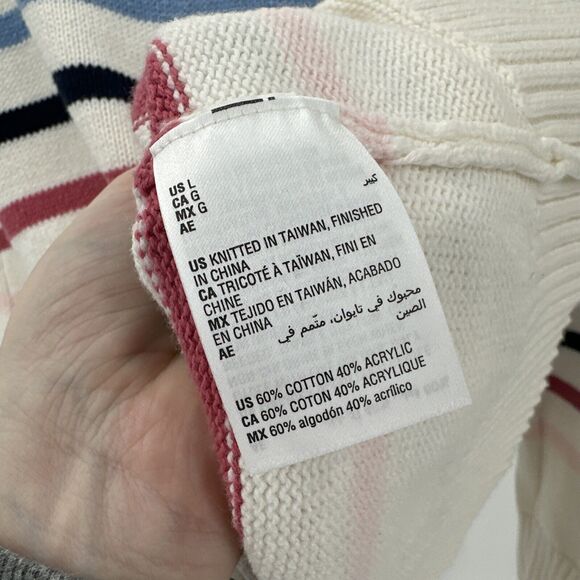 US L
CA G
MX G
AE كبير
US KNITTED IN TAIWAN, FINISHED
IN CHINA
CA TRICOTÉ À TAÏWAN, FINI EN
CHINE
MX TEJIDO EN TAIWÁN, ACABADO
EN CHINA
AE محبوك في تايوان، متمم في
الصين
US 60% COTTON 40% ACRYLIC
CA 60% COTON 40% ACRYLIQUE
MX 60% algodón 40% acrílico